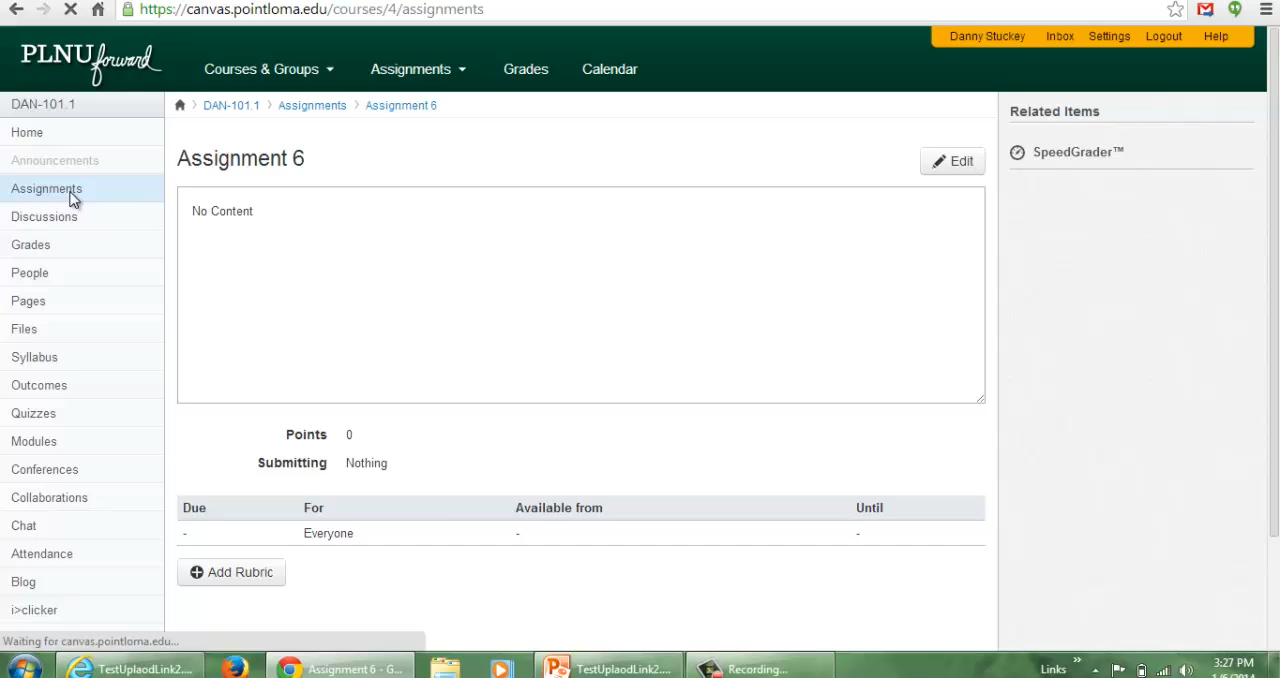 https://canvas.pointloma.edu/courses/4/assignments
PLNU forward
Courses & Groups
Assignments
Grades
Calendar
Danny Stuckey
Inbox
Settings
Logout
Help
DAN-101.1
Home
Announcements
Assignments
Discussions
Grades
People
Pages
Files
Syllabus
Outcomes
Quizzes
Modules
Conferences
Collaborations
Chat
Attendance
Blog
i>clicker
DAN-101.1 > Assignments > Assignment 6
Assignment 6
Edit
No Content
Points 0
Submitting Nothing
Due For Available from Until
- Everyone - -
Add Rubric
Related Items
SpeedGrader™
Waiting for canvas.pointloma.edu...
TestUplaodLink2....
Assignment 6 - G...
TestUplaodLink2....
Recording...
Links
3:27 PM